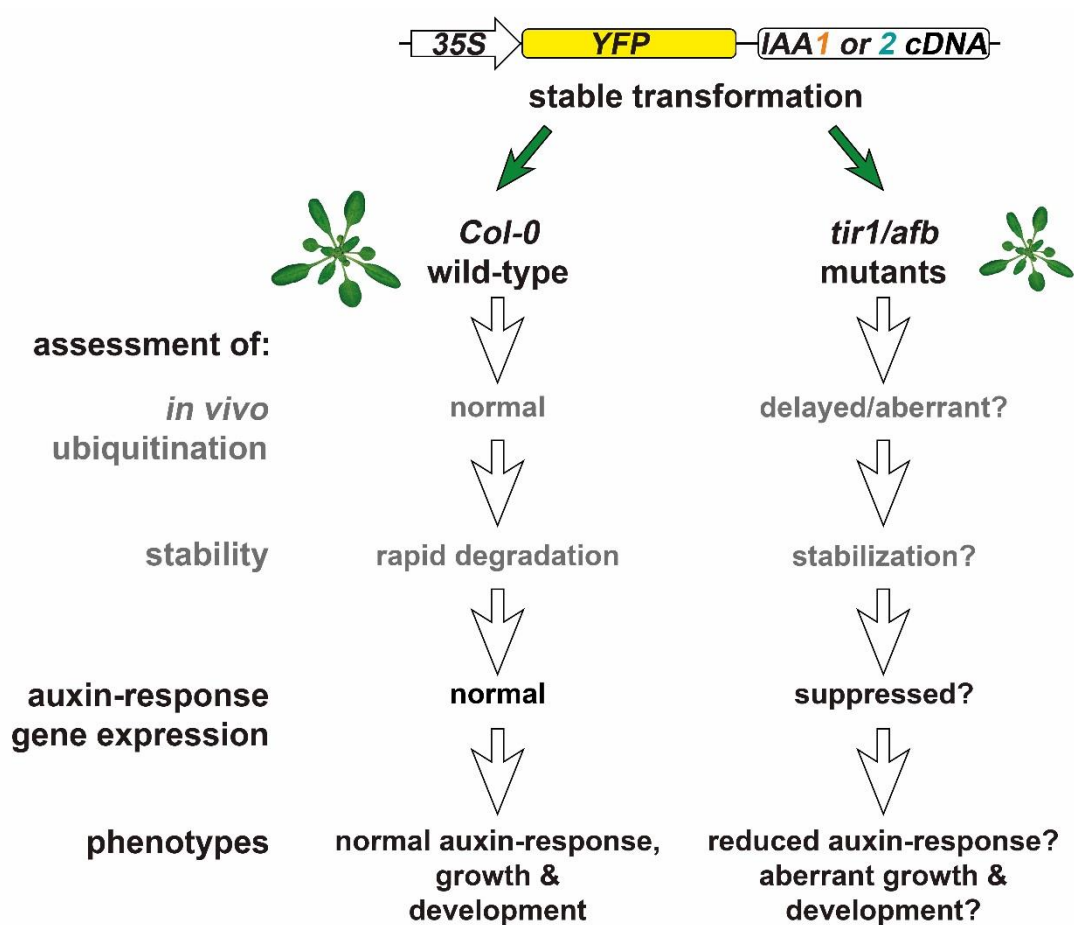 35S YFP IAA1 or 2 cDNA
stable transformation
Col-0 tir1/afb
wild-type mutants
assessment of:
in vivo normal delayed/aberrant?
ubiquitination
stability rapid degradation stabilization?
auxin-response normal suppressed?
gene expression
phenotypes normal auxin-response, reduced auxin-response?
growth & aberrant growth &
development development?